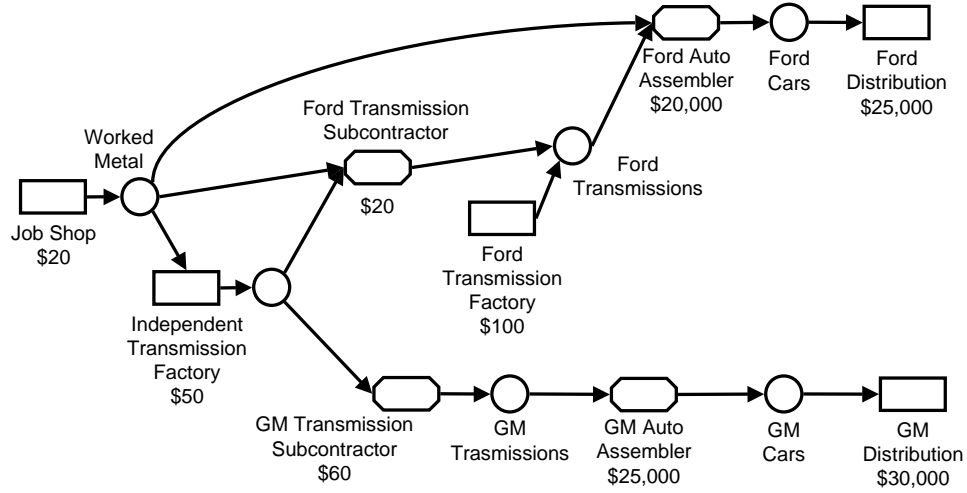 Ford Auto
Assembler
$20,000
Ford
Cars
Ford
Distribution
$25,000
Ford Transmission
Subcontractor
$20
Worked
Metal
Ford
Transmissions
Job Shop
$20
Ford
Transmission
Factory
$100
Independent
Transmission
Factory
$50
GM Transmission
Subcontractor
$60
GM
Trasmissions
GM Auto
Assembler
$25,000
GM
Cars
GM
Distribution
$30,000